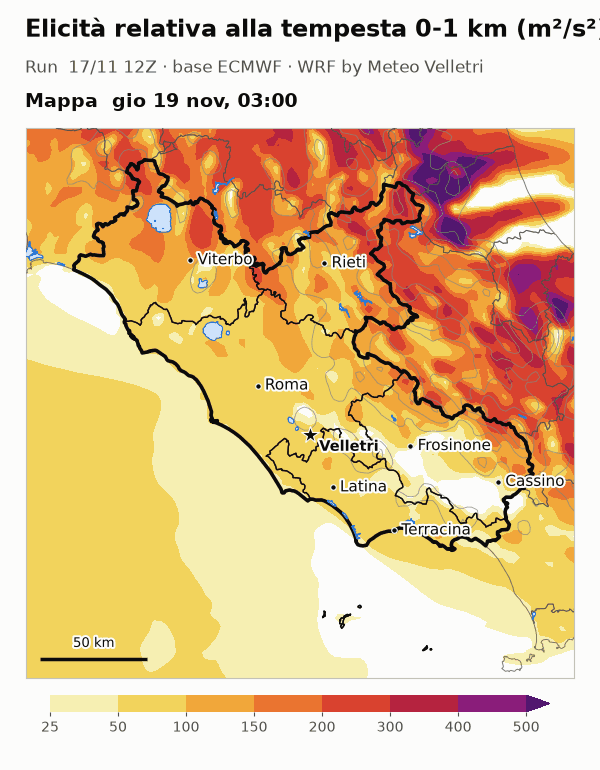 Elicità relativa alla tempesta 0-1 km (m²/s²)
Run 17/11 12Z · base ECMWF · WRF by Meteo Velletri
Mappa gio 19 nov, 03:00
Viterbo
Rieti
Roma
Velletri
Frosinone
Cassino
Latina
Terracina
50 km
25 50 100 150 200 300 400 500